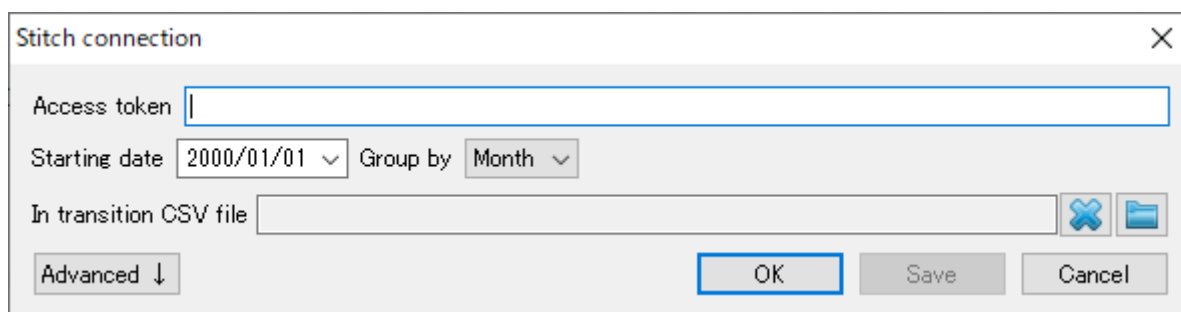 Stitch connection
Access token
Starting date 2000/01/01 Group by Month
In transition CSV file
Advanced ↓ OK Save Cancel